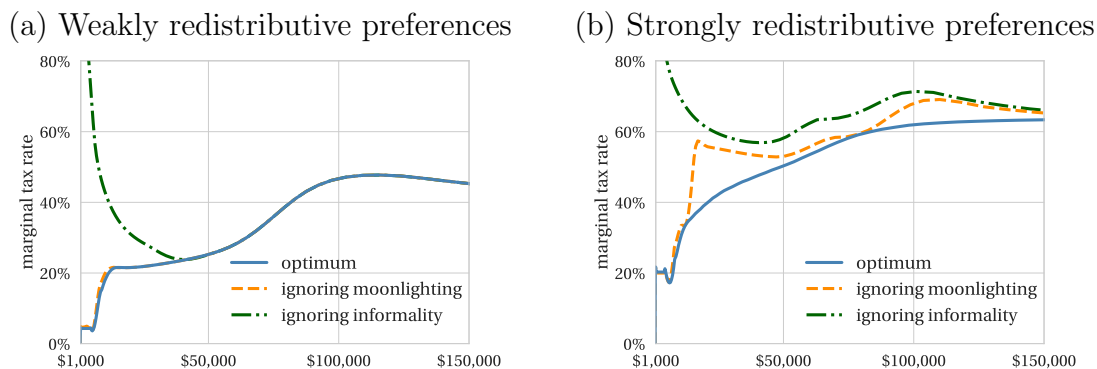 (a) Weakly redistributive preferences
80%
60%
40%
20%
0%
marginal tax rate
optimum
ignoring moonlighting
ignoring informality
$1,000
$50,000
$100,000
$150,000
(b) Strongly redistributive preferences
80%
60%
40%
20%
0%
marginal tax rate
optimum
ignoring moonlighting
ignoring informality
$1,000
$50,000
$100,000
$150,000